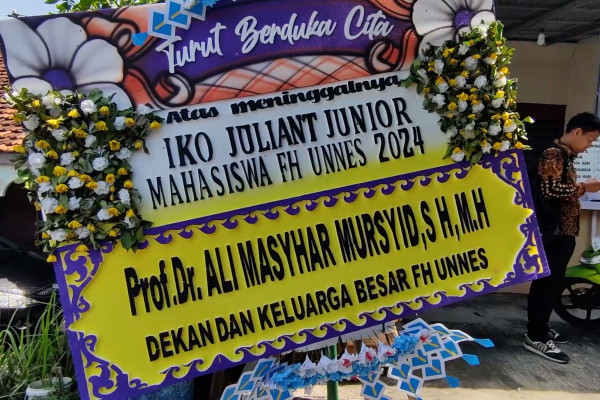 Turut Berduka Cita
Atas meninggalnya
IKO JULIANT JUNIOR
MAHASISWA FH UNNES 2024
Prof.Dr. ALI MASYHAR MURSYID,S H,M.H
DEKAN DAN KELUARGA BESAR FH UNNES